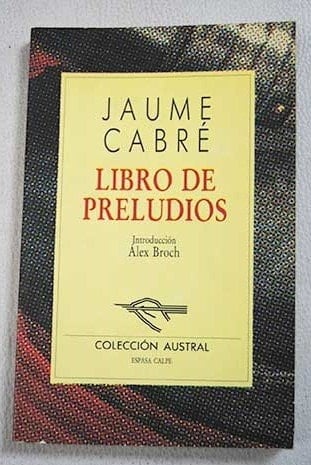 JAUME
CABRÉ
LIBRO DE
PRELUDIOS
Introducción
Àlex Broch
COLECCIÓN AUSTRAL
ESPASA CALPE